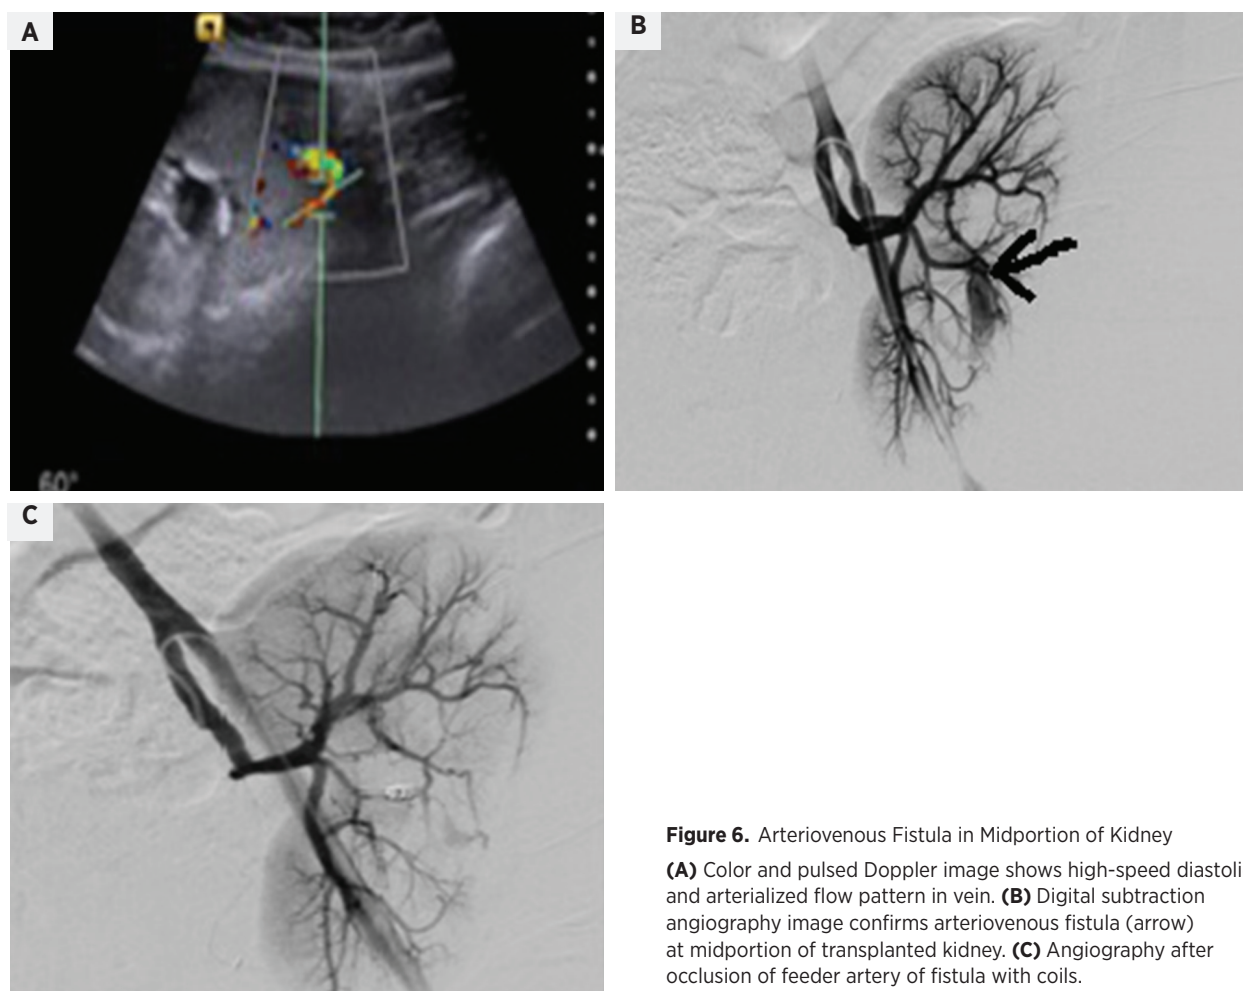 A
B
60°
C
Figure 6. Arteriovenous Fistula in Midportion of Kidney
(A) Color and pulsed Doppler image shows high-speed diastoli
and arterialized flow pattern in vein. (B) Digital subtraction
angiography image confirms arteriovenous fistula (arrow)
at midportion of transplanted kidney. (C) Angiography after
occlusion of feeder artery of fistula with coils.